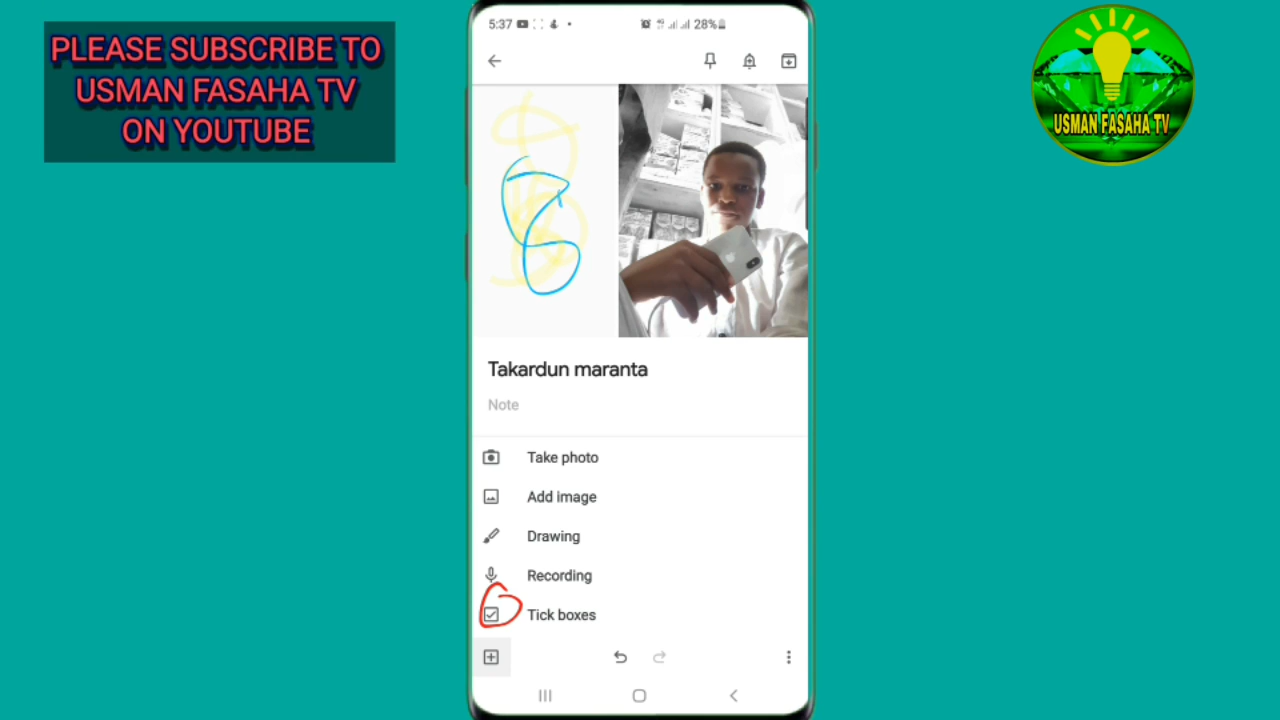 PLEASE SUBSCRIBE TO
USMAN FASAHA TV
ON YOUTUBE
USMAN FASAHA TV
5:37
4G
28%
Takardun maranta
Note
Take photo
Add image
Drawing
Recording
Tick boxes